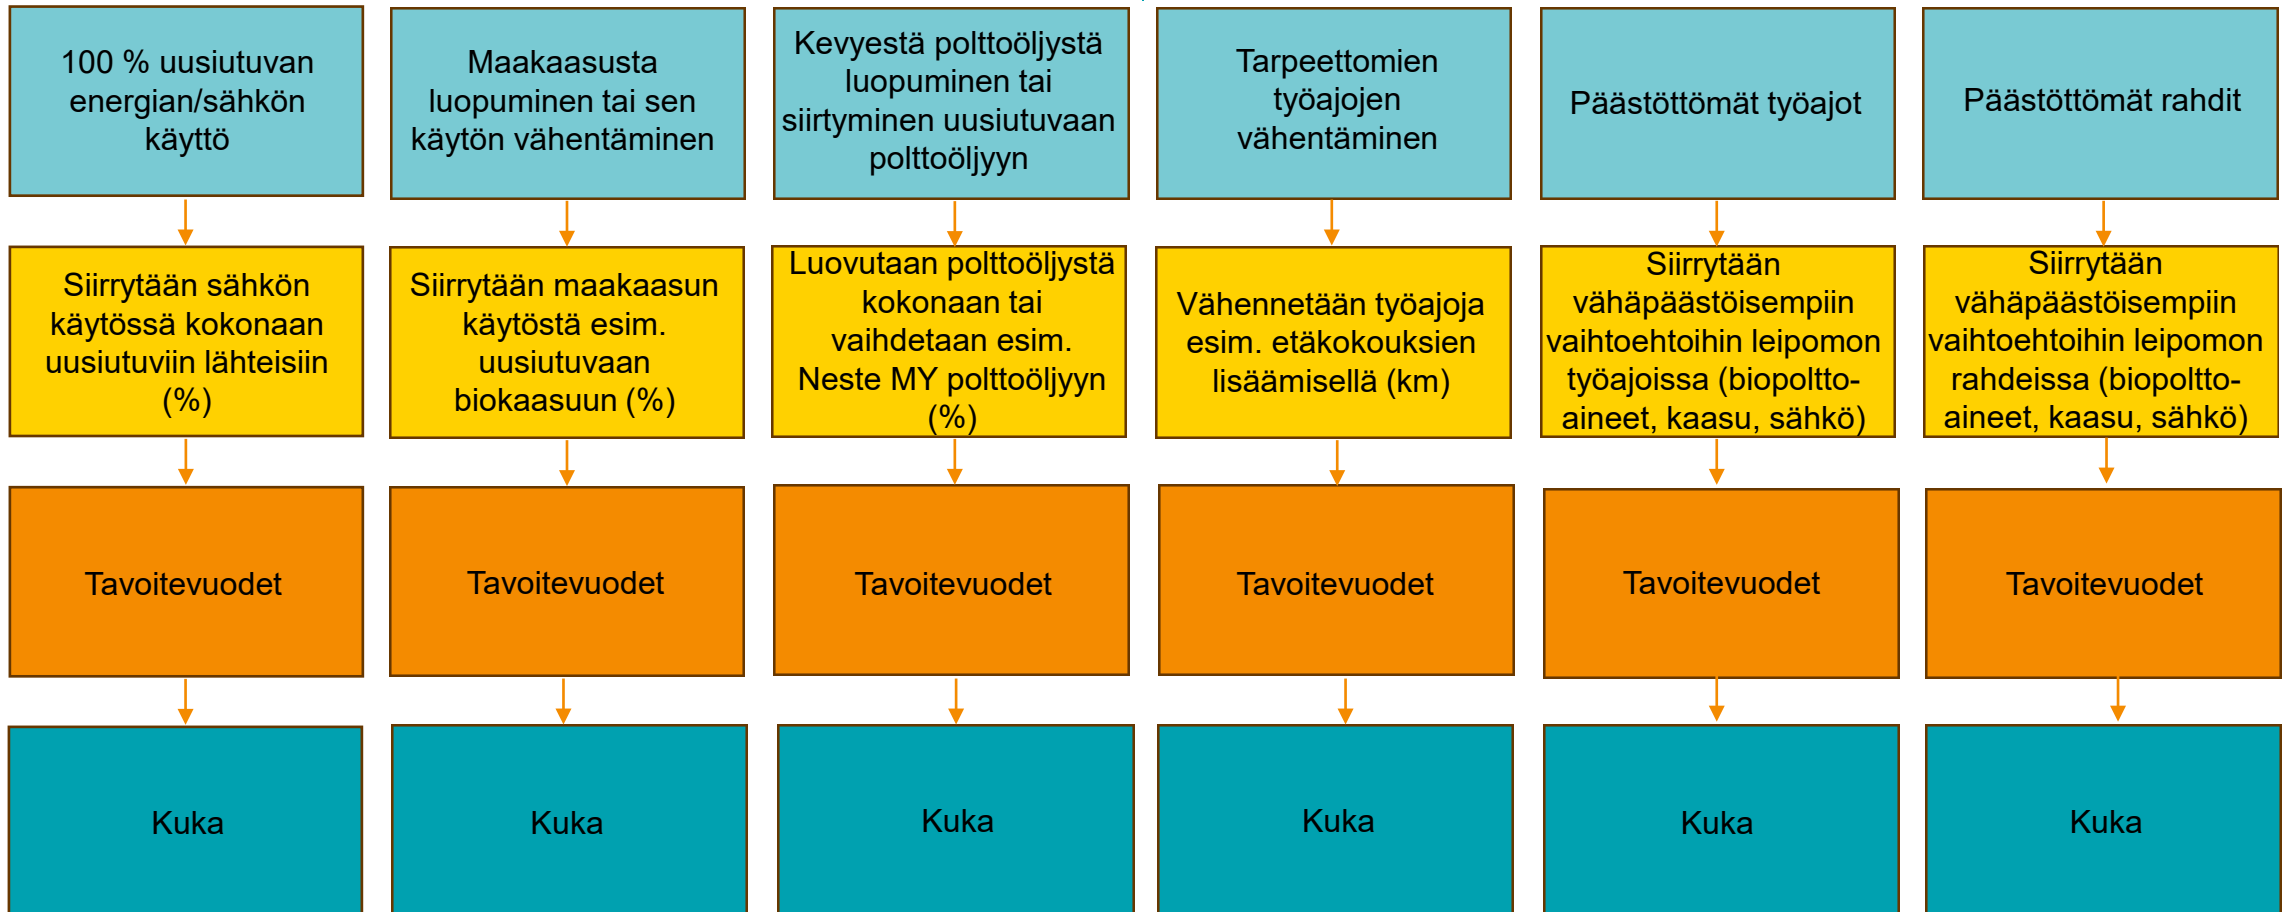 100 % uusiutuvan
energian/sähkön
käyttö
Maakaasusta
luopuminen tai sen
käytön vähentäminen
Kevyestä polttoöljystä
luopuminen tai
siirtyminen uusiutuvaan
polttoöljyyn
Tarpeettomien
työajojen
vähentäminen
Päästöttömät työajot
Päästöttömät rahdit
Siirrytään sähkön
käytössä kokonaan
uusiutuviin lähteisiin
(%)
Siirrytään maakaasun
käytöstä esim.
uusiutuvaan
biokaasuun (%)
Luovutaan polttoöljystä
kokonaan tai
vaihdetaan esim.
Neste MY polttoöljyyn
(%)
Vähennetään työajoja
esim. etäkokouksien
lisäämisellä (km)
Siirrytään
vähäpäästöisempiin
vaihtoehtoihin leipomon
työajoissa (biopoltto-
aineet, kaasu, sähkö)
Siirrytään
vähäpäästöisempiin
vaihtoehtoihin leipomon
rahdeissa (biopoltto-
aineet, kaasu, sähkö)
Tavoitevuodet
Tavoitevuodet
Tavoitevuodet
Tavoitevuodet
Tavoitevuodet
Tavoitevuodet
Kuka
Kuka
Kuka
Kuka
Kuka
Kuka